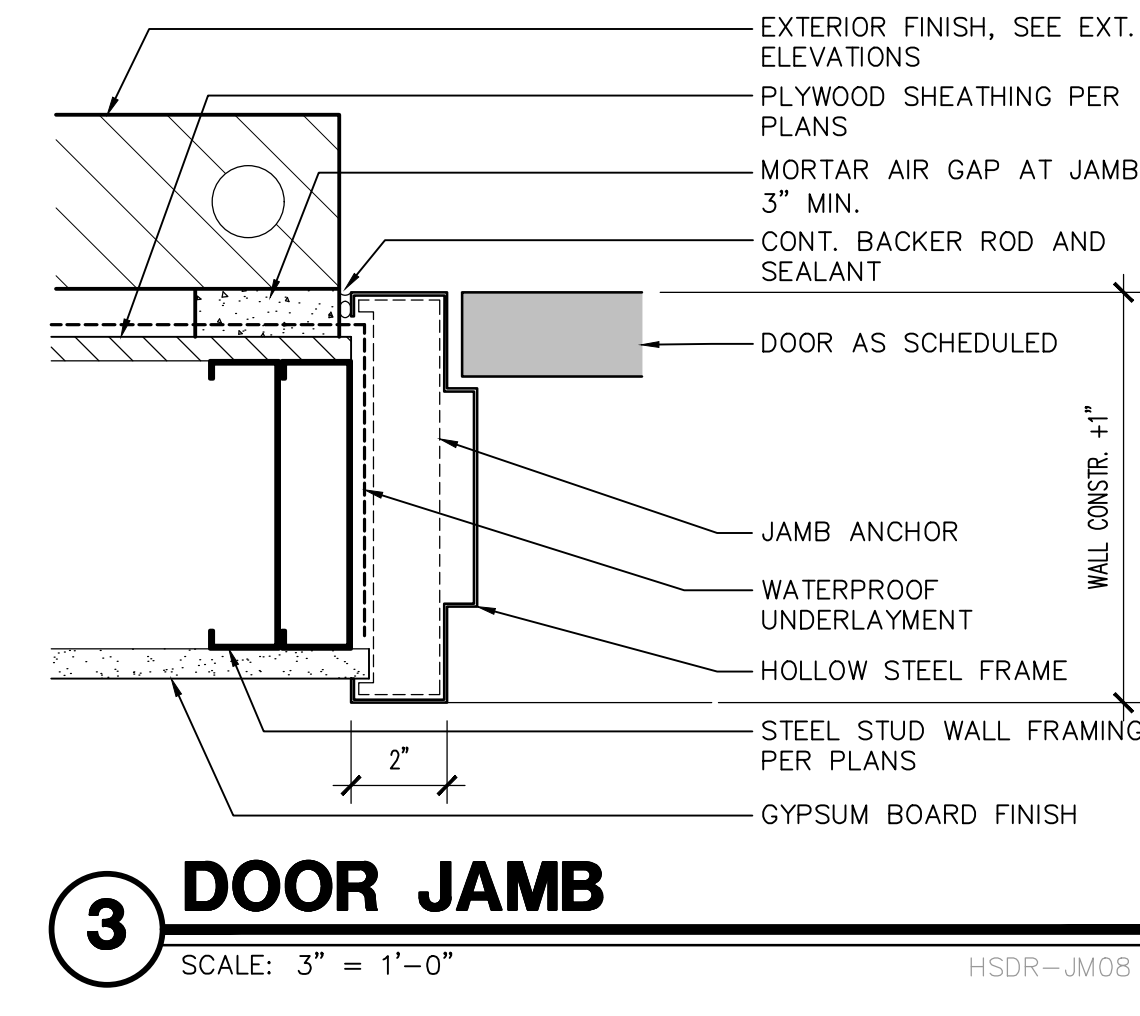 EXTERIOR FINISH, SEE EXT.
ELEVATIONS
PLYWOOD SHEATHING PER
PLANS
MORTAR AIR GAP AT JAMB
3" MIN.
CONT. BACKER ROD AND
SEALANT
DOOR AS SCHEDULED
WALL CONSTR. +1"
JAMB ANCHOR
WATERPROOF
UNDERLAYMENT
HOLLOW STEEL FRAME
STEEL STUD WALL FRAMING
PER PLANS
2"
GYPSUM BOARD FINISH
3 DOOR JAMB
SCALE: 3" = 1'-0"
HSDR-JM08